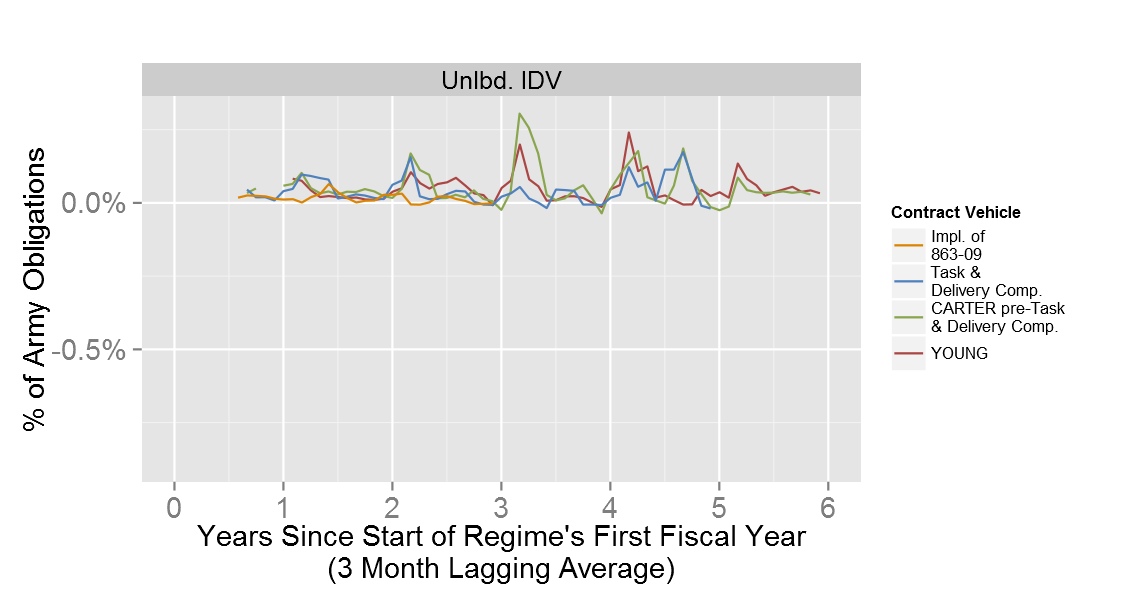 Unlbd. IDV
% of Army Obligations
0.0%
-0.5%
0 1 2 3 4 5 6
Years Since Start of Regime's First Fiscal Year
(3 Month Lagging Average)
Contract Vehicle
Impl. of
863-09
Task &
Delivery Comp.
CARTER pre-Task
& Delivery Comp.
YOUNG